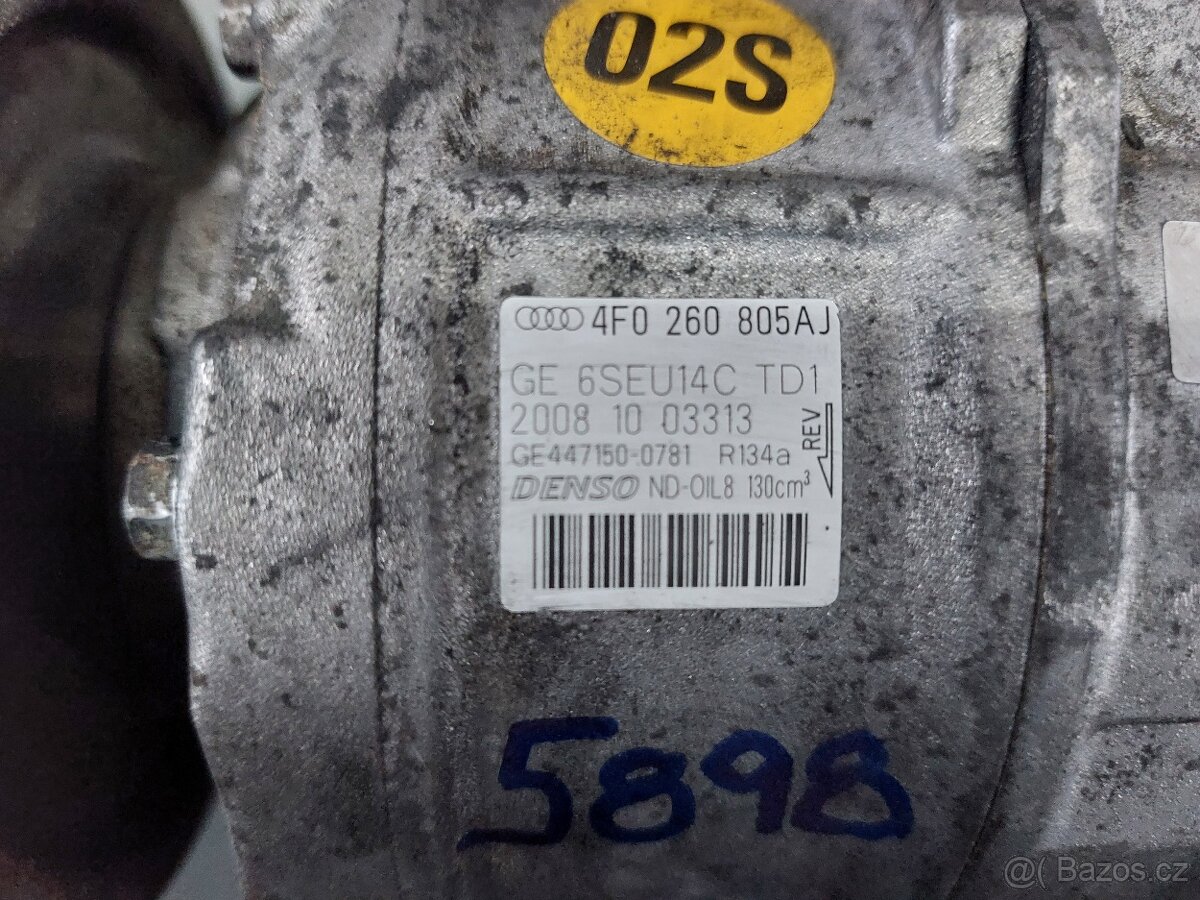 02S
4F0 260 805AJ
GE 6SEU14C TD1
2008 10 03313
GE447150-0781 R134a
REV
DENSO ND-OIL8 130cm³
5898
@( Bazos.cz